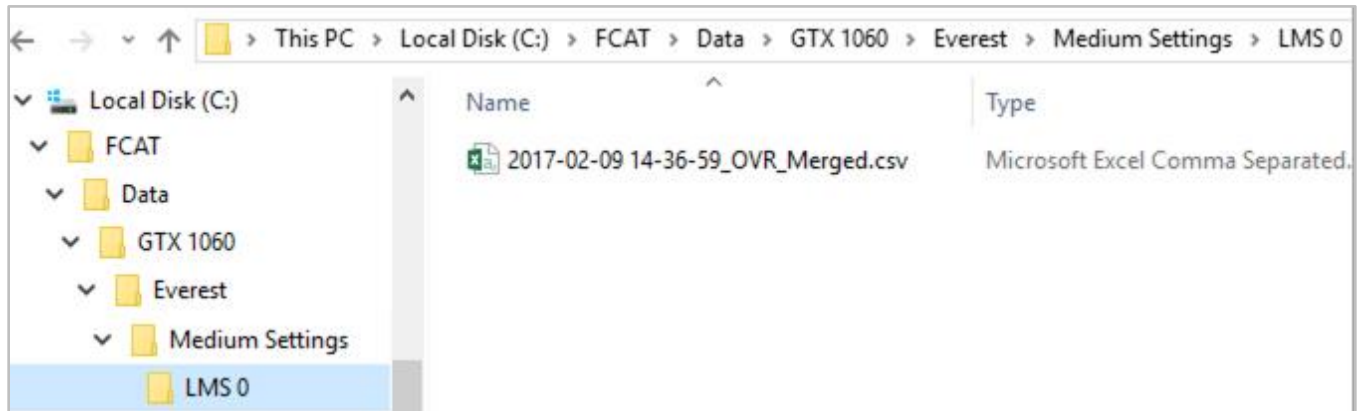 This PC > Local Disk (C:) > FCAT > Data > GTX 1060 > Everest > Medium Settings > LMS 0
Local Disk (C:)
FCAT
Data
GTX 1060
Everest
Medium Settings
LMS 0
Name Type
2017-02-09 14-36-59_OVR_Merged.csv Microsoft Excel Comma Separated.